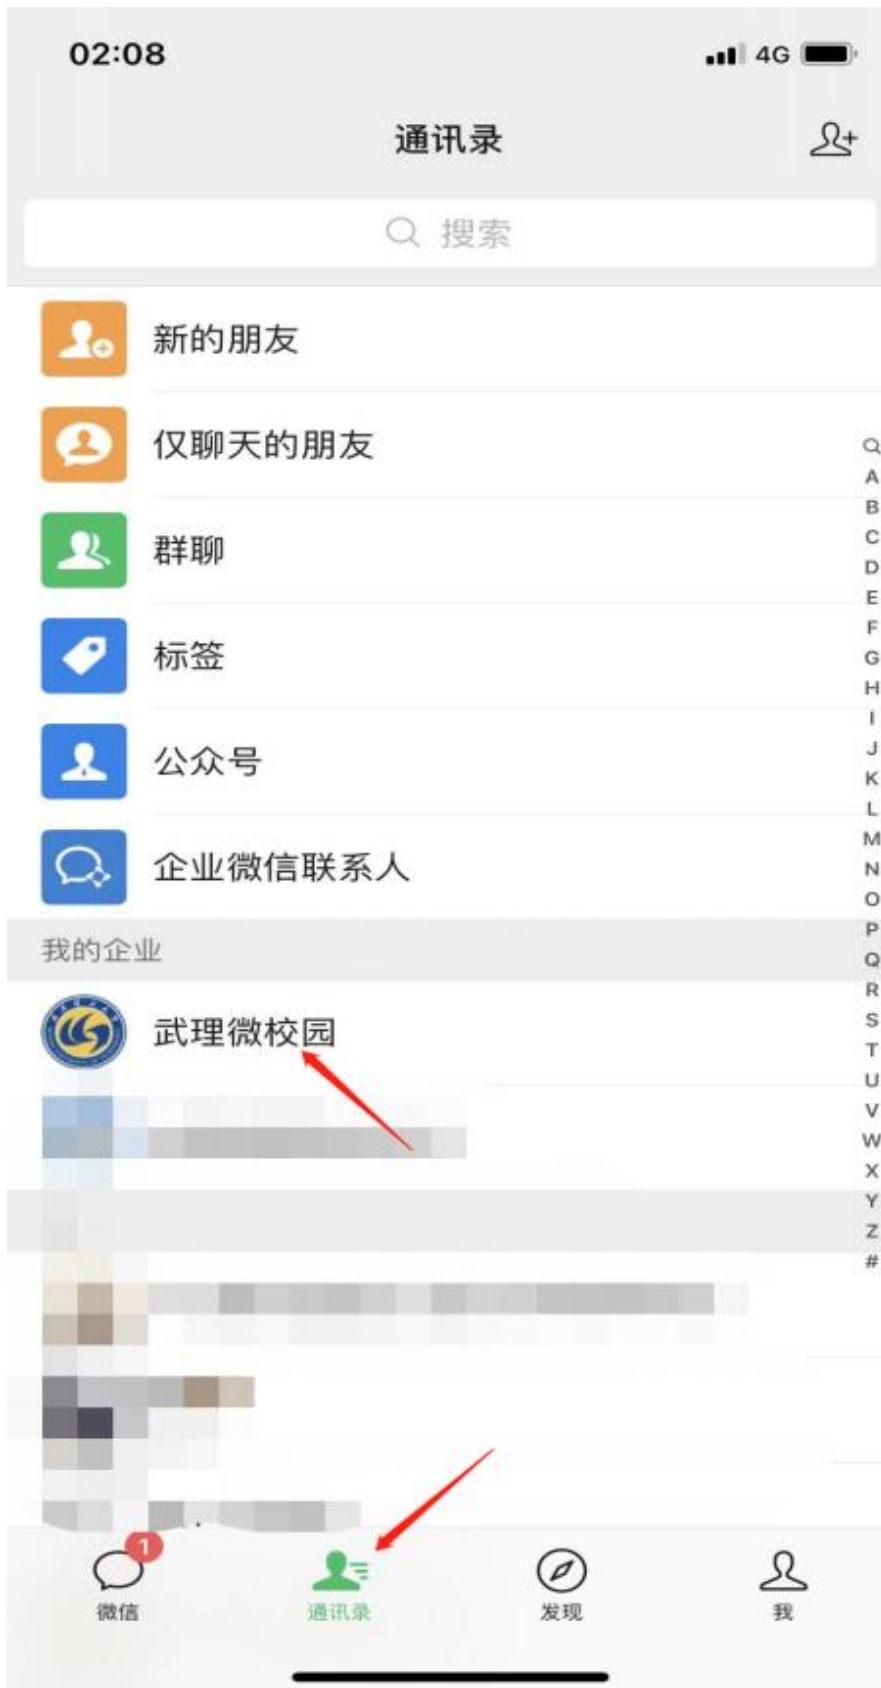 02:08
4G
通讯录
搜索
新的朋友
仅聊天的朋友
群聊
标签
公众号
企业微信联系人
我的企业
武理微校园
A
B
C
D
E
F
G
H
I
J
K
L
M
N
O
P
Q
R
S
T
U
V
W
X
Y
Z
#
1
微信
通讯录
发现
我